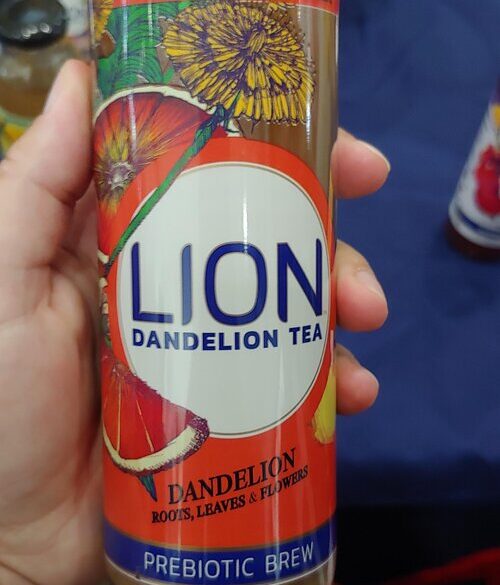 LION
DANDELION TEA
DANDELION
ROOTS, LEAVES & FLOWERS
PREBIOTIC BREW